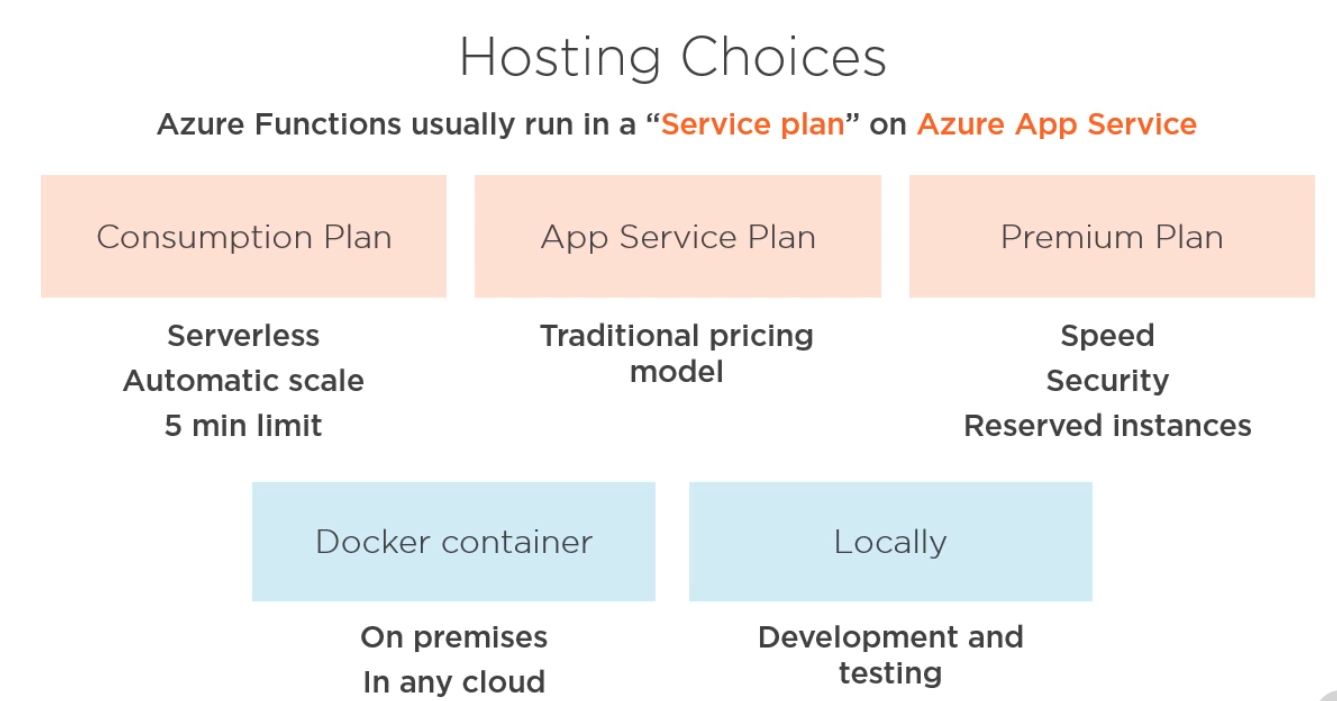 Hosting Choices
Azure Functions usually run in a “Service plan” on Azure App Service
Consumption Plan
Serverless
Automatic scale
5 min limit
App Service Plan
Traditional pricing
model
Premium Plan
Speed
Security
Reserved instances
Docker container
On premises
In any cloud
Locally
Development and
testing